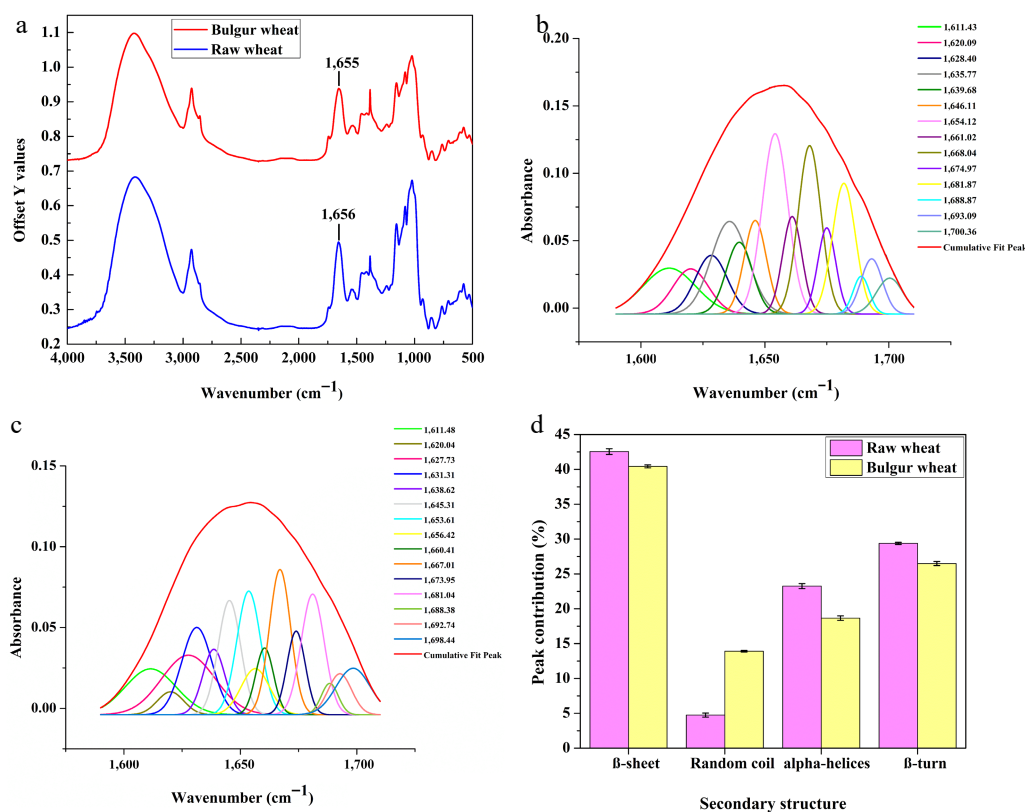 a
Bulgur wheat
Raw wheat
1,655
1,656
Offset Y values
1.1
1.0
0.9
0.8
0.7
0.6
0.5
0.4
0.3
0.2
4,000 3,500 3,000 2,500 2,000 1,500 1,000 500
Wavenumber (cm−1)
b
1,611.43
1,620.09
1,628.40
1,635.77
1,639.68
1,646.11
1,654.12
1,661.02
1,668.04
1,674.97
1,681.87
1,688.87
1,693.09
1,700.36
Cumulative Fit Peak
Absorbance
0.20
0.15
0.10
0.05
0.00
1,600 1,650 1,700
Wavenumber (cm−1)
c
1,611.48
1,620.04
1,627.73
1,631.31
1,638.62
1,645.31
1,653.61
1,656.42
1,660.41
1,667.01
1,673.95
1,681.04
1,688.38
1,692.74
1,698.44
Cumulative Fit Peak
Absorbance
0.15
0.10
0.05
0.00
1,600 1,650 1,700
Wavenumber (cm−1)
d
Raw wheat
Bulgur wheat
Peak contribution (%)
45
40
35
30
25
20
15
10
5
0
ß-sheet Random coil alpha-helices ß-turn
Secondary structure